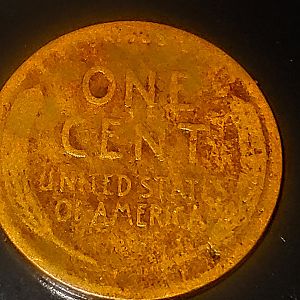 ONE
CENT
UNITED STATES
OF AMERICA